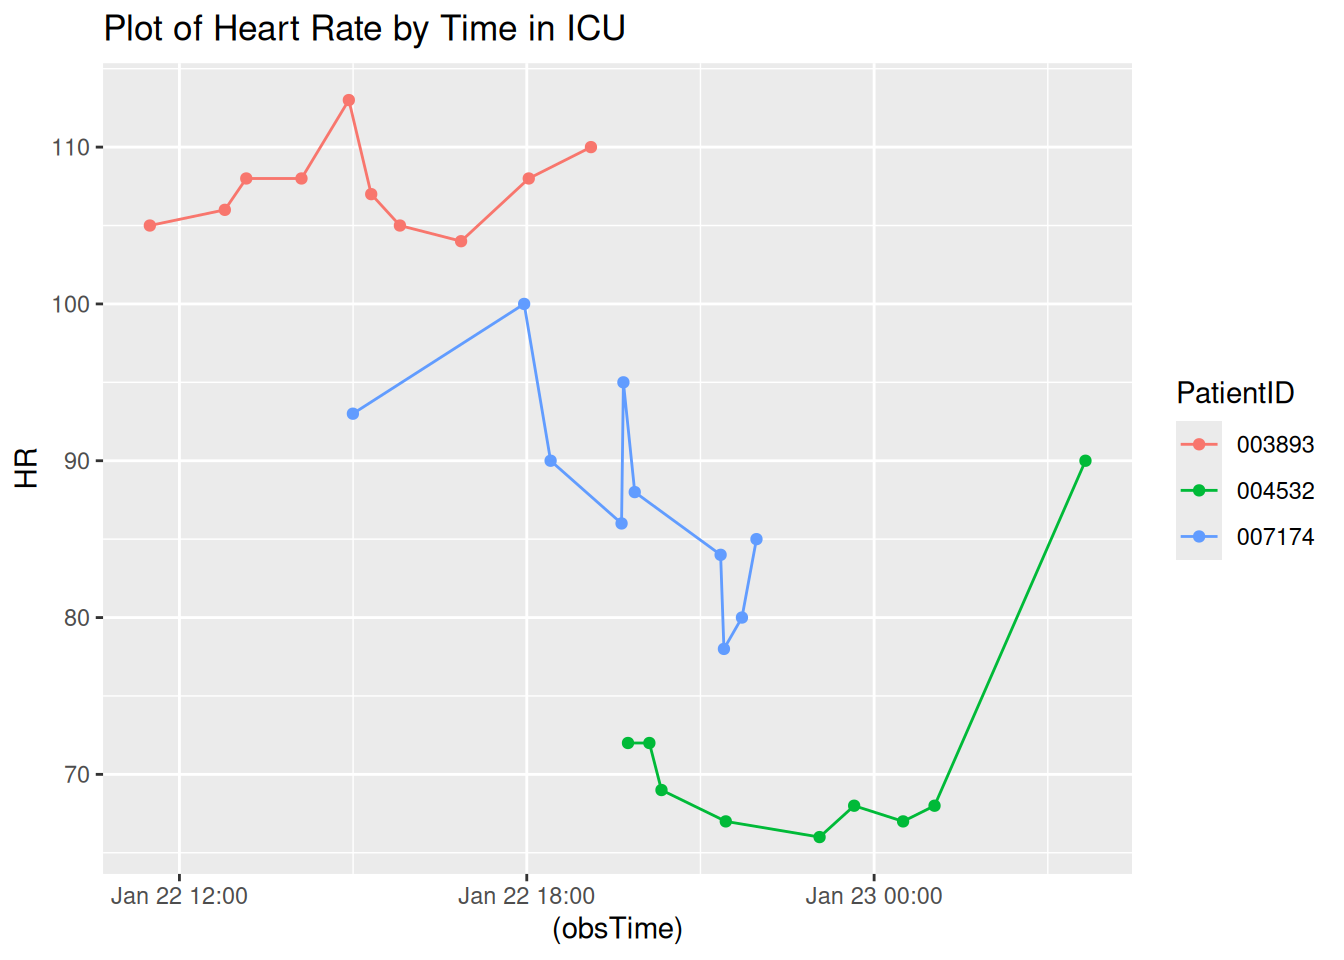 Plot of Heart Rate by Time in ICU
110
100
90
80
70
HR
Jan 22 12:00
Jan 22 18:00
Jan 23 00:00
(obsTime)
PatientID
003893
004532
007174